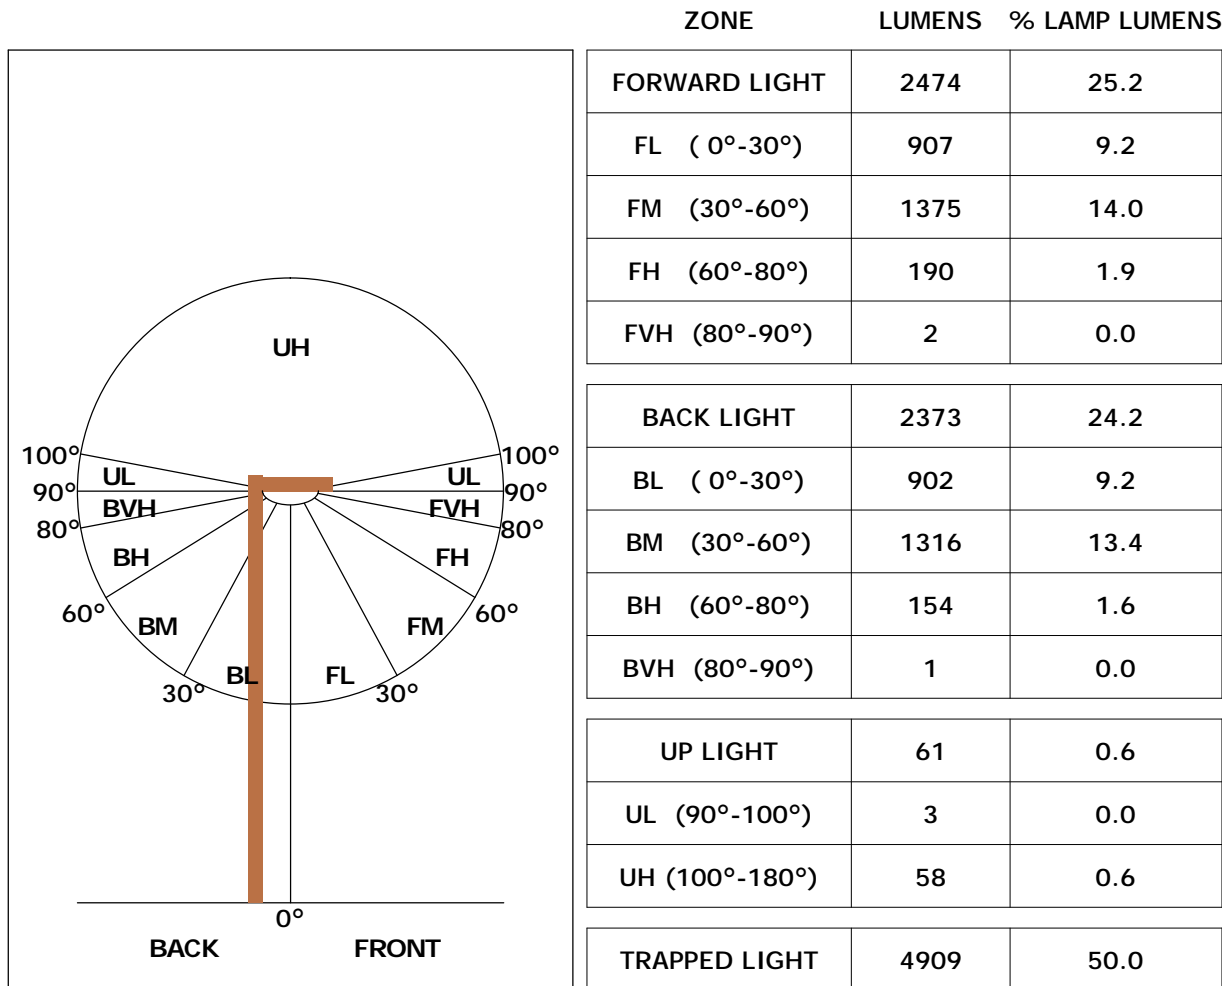 ZONE LUMENS % LAMP LUMENS
FORWARD LIGHT 2474 25.2
FL ( 0°-30°) 907 9.2
FM (30°-60°) 1375 14.0
FH (60°-80°) 190 1.9
FVH (80°-90°) 2 0.0
BACK LIGHT 2373 24.2
BL ( 0°-30°) 902 9.2
BM (30°-60°) 1316 13.4
BH (60°-80°) 154 1.6
BVH (80°-90°) 1 0.0
UP LIGHT 61 0.6
UL (90°-100°) 3 0.0
UH (100°-180°) 58 0.6
TRAPPED LIGHT 4909 50.0
UH
100° 100°
UL UL
90° 90°
BVH FVH
80° 80°
BH FH
60° 60°
BM FM
BL FL
30° 30°
0°
BACK FRONT